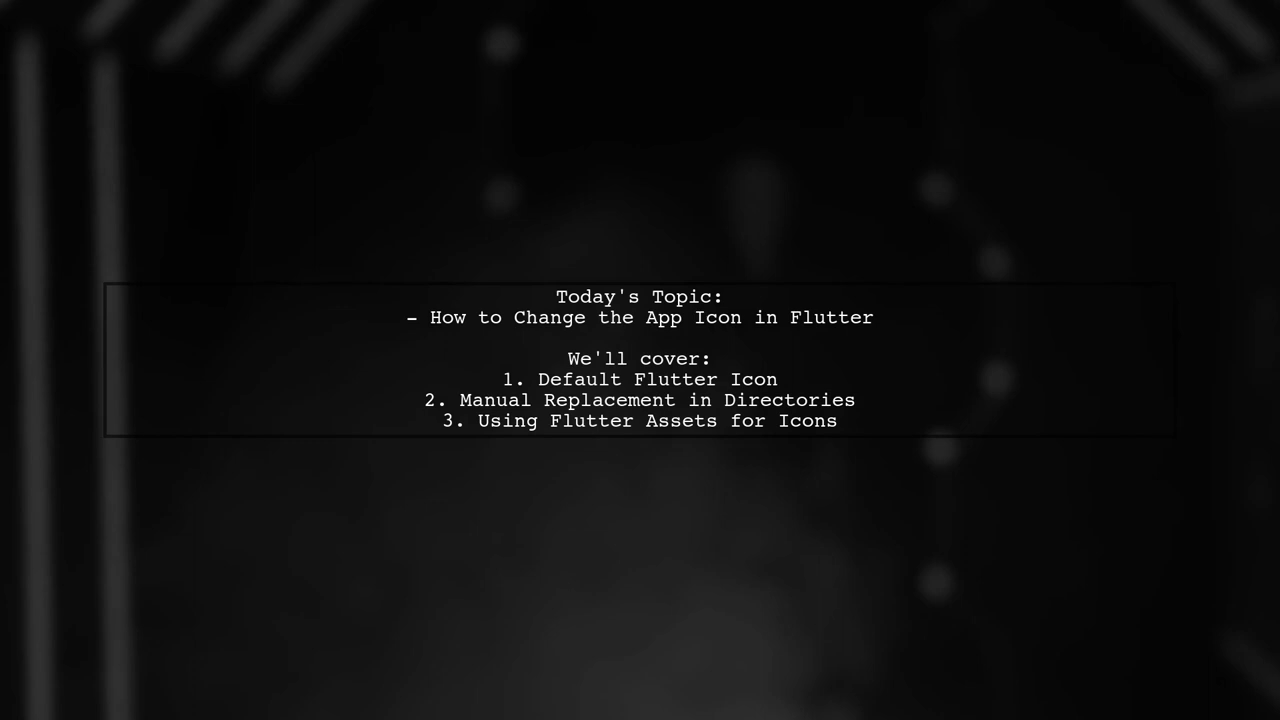 Today's Topic:
- How to Change the App Icon in Flutter
We'll cover:
1. Default Flutter Icon
2. Manual Replacement in Directories
3. Using Flutter Assets for Icons